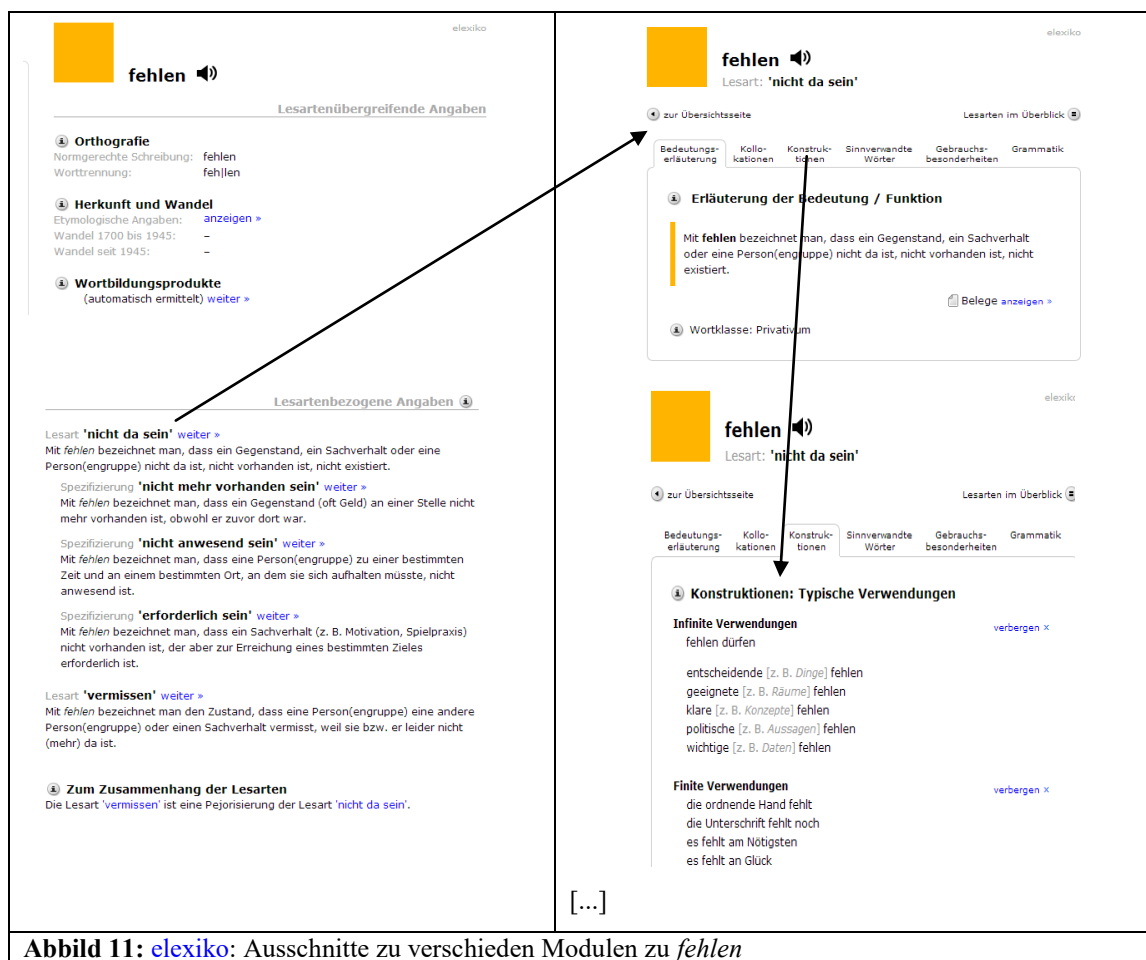 elexiko
fehlen
Lesartenübergreifende Angaben
Orthografie
Normgerechte Schreibung: fehlen
Worttrennung: feh|len
Herkunft und Wandel
Etymologische Angaben: anzeigen »
Wandel 1700 bis 1945: –
Wandel seit 1945: –
Wortbildungsprodukte
(automatisch ermittelt) weiter »
Lesartenbezogene Angaben
Lesart 'nicht da sein' weiter »
Mit fehlen bezeichnet man, dass ein Gegenstand, ein Sachverhalt oder eine
Person(engruppe) nicht da ist, nicht vorhanden ist, nicht existiert.
Spezifizierung 'nicht mehr vorhanden sein' weiter »
Mit fehlen bezeichnet man, dass ein Gegenstand (oft Geld) an einer Stelle nicht
mehr vorhanden ist, obwohl er zuvor dort war.
Spezifizierung 'nicht anwesend sein' weiter »
Mit fehlen bezeichnet man, dass eine Person(engruppe) zu einer bestimmten
Zeit und an einem bestimmten Ort, an dem sie sich aufhalten müsste, nicht
anwesend ist.
Spezifizierung 'erforderlich sein' weiter »
Mit fehlen bezeichnet man, dass ein Sachverhalt (z. B. Motivation, Spielpraxis)
nicht vorhanden ist, der aber zur Erreichung eines bestimmten Zieles
erforderlich ist.
Lesart 'vermissen' weiter »
Mit fehlen bezeichnet man den Zustand, dass eine Person(engruppe) eine andere
Person(engruppe) oder einen Sachverhalt vermisst, weil sie bzw. er leider nicht
(mehr) da ist.
Zum Zusammenhang der Lesarten
Die Lesart 'vermissen' ist eine Pejorisierung der Lesart 'nicht da sein'.
elexiko
fehlen
Lesart: 'nicht da sein'
zur Übersichtsseite Lesarten im Überblick
Bedeutungs- Kollo- Konstruk- Sinnverwandte Gebrauchs- Grammatik
erläuterung kationen tionen Wörter besonderheiten
Erläuterung der Bedeutung / Funktion
Mit fehlen bezeichnet man, dass ein Gegenstand, ein Sachverhalt
oder eine Person(engruppe) nicht da ist, nicht vorhanden ist, nicht
existiert.
Belege anzeigen »
Wortklasse: Privativum
elexiko
fehlen
Lesart: 'nicht da sein'
zur Übersichtsseite Lesarten im Überblick
Bedeutungs- Kollo- Konstruk- Sinnverwandte Gebrauchs- Grammatik
erläuterung kationen tionen Wörter besonderheiten
Konstruktionen: Typische Verwendungen
Infinite Verwendungen verbergen ×
fehlen dürfen
entscheidende [z. B. Dinge] fehlen
geeignete [z. B. Räume] fehlen
klare [z. B. Konzepte] fehlen
politische [z. B. Aussagen] fehlen
wichtige [z. B. Daten] fehlen
Finite Verwendungen verbergen ×
die ordnende Hand fehlt
die Unterschrift fehlt noch
es fehlt am Nötigsten
es fehlt an Glück
[...]
Abbild 11: elexiko: Ausschnitte zu verschieden Modulen zu fehlen